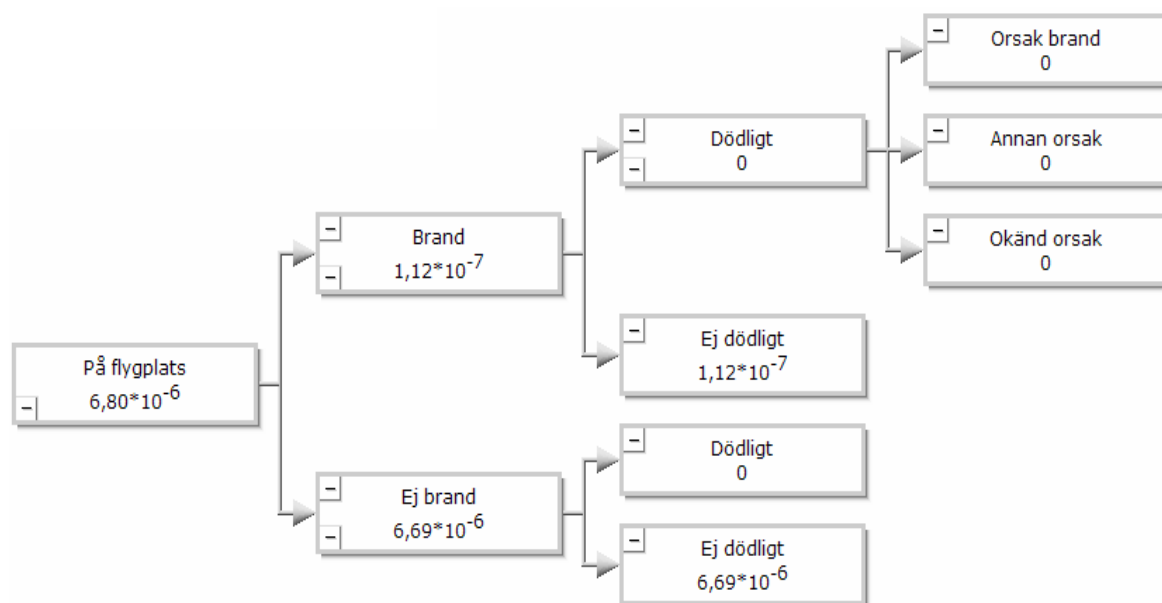 Orsak brand
0
Dödligt
0
Annan orsak
0
Brand
1,12*10^-7
Okänd orsak
0
På flygplats
6,80*10^-6
Ej dödligt
1,12*10^-7
Dödligt
0
Ej brand
6,69*10^-6
Ej dödligt
6,69*10^-6